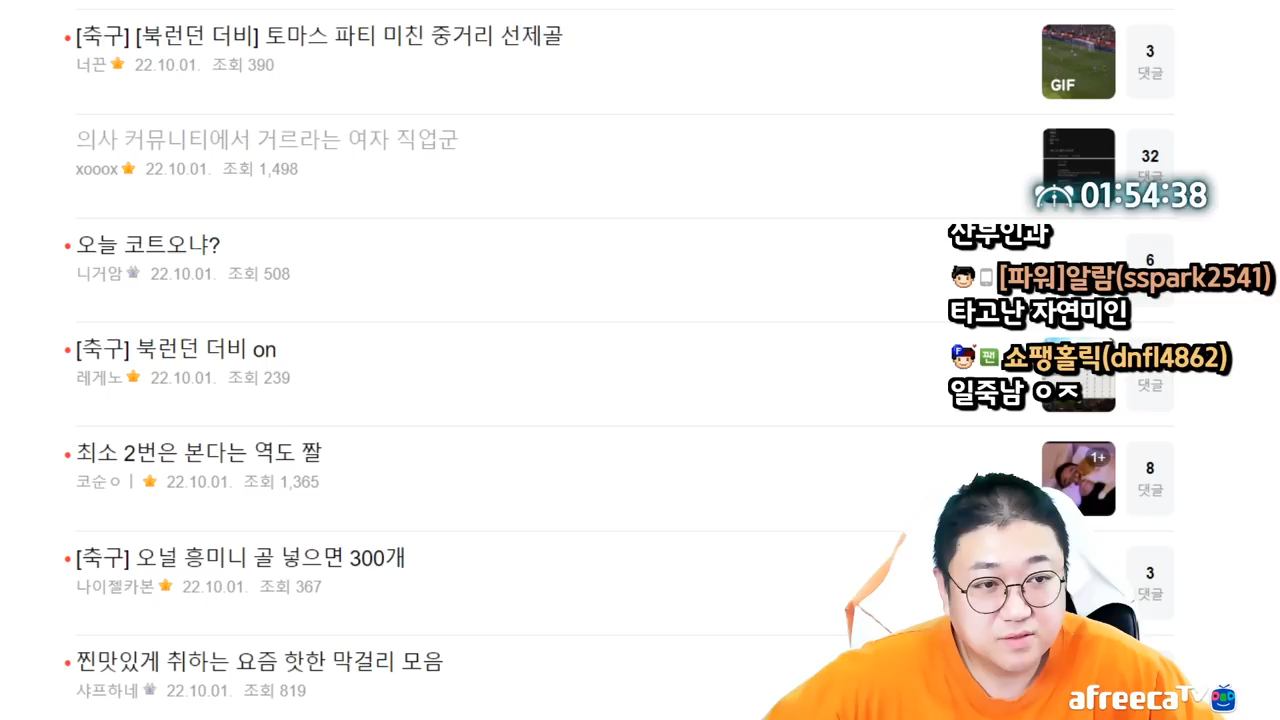 [축구] [북런던 더비] 토마스 파티 미친 중거리 선제골
너끈 22.10.01. 조회 390
GIF
3
댓글
의사 커뮤니티에서 거르라는 여자 직업군
xooox 22.10.01. 조회 1,498
32
댓글
01:54:38
오늘 코트오냐?
니거암 22.10.01. 조회 508
6
산부인과
[파워]알람(sspark2541)
타고난 자연미인
팬 쇼팽홀릭(dnfl4862)
일죽남 ㅇㅈ
[축구] 북런던 더비 on
레게노 22.10.01. 조회 239
댓글
최소 2번은 본다는 역도 짤
코순ㅇㅣ 22.10.01. 조회 1,365
1+
8
댓글
[축구] 오널 흥미니 골 넣으면 300개
나이젤카본 22.10.01. 조회 367
3
댓글
찐맛있게 취하는 요즘 핫한 막걸리 모음
샤프하네 22.10.01. 조회 819
afreecaTV